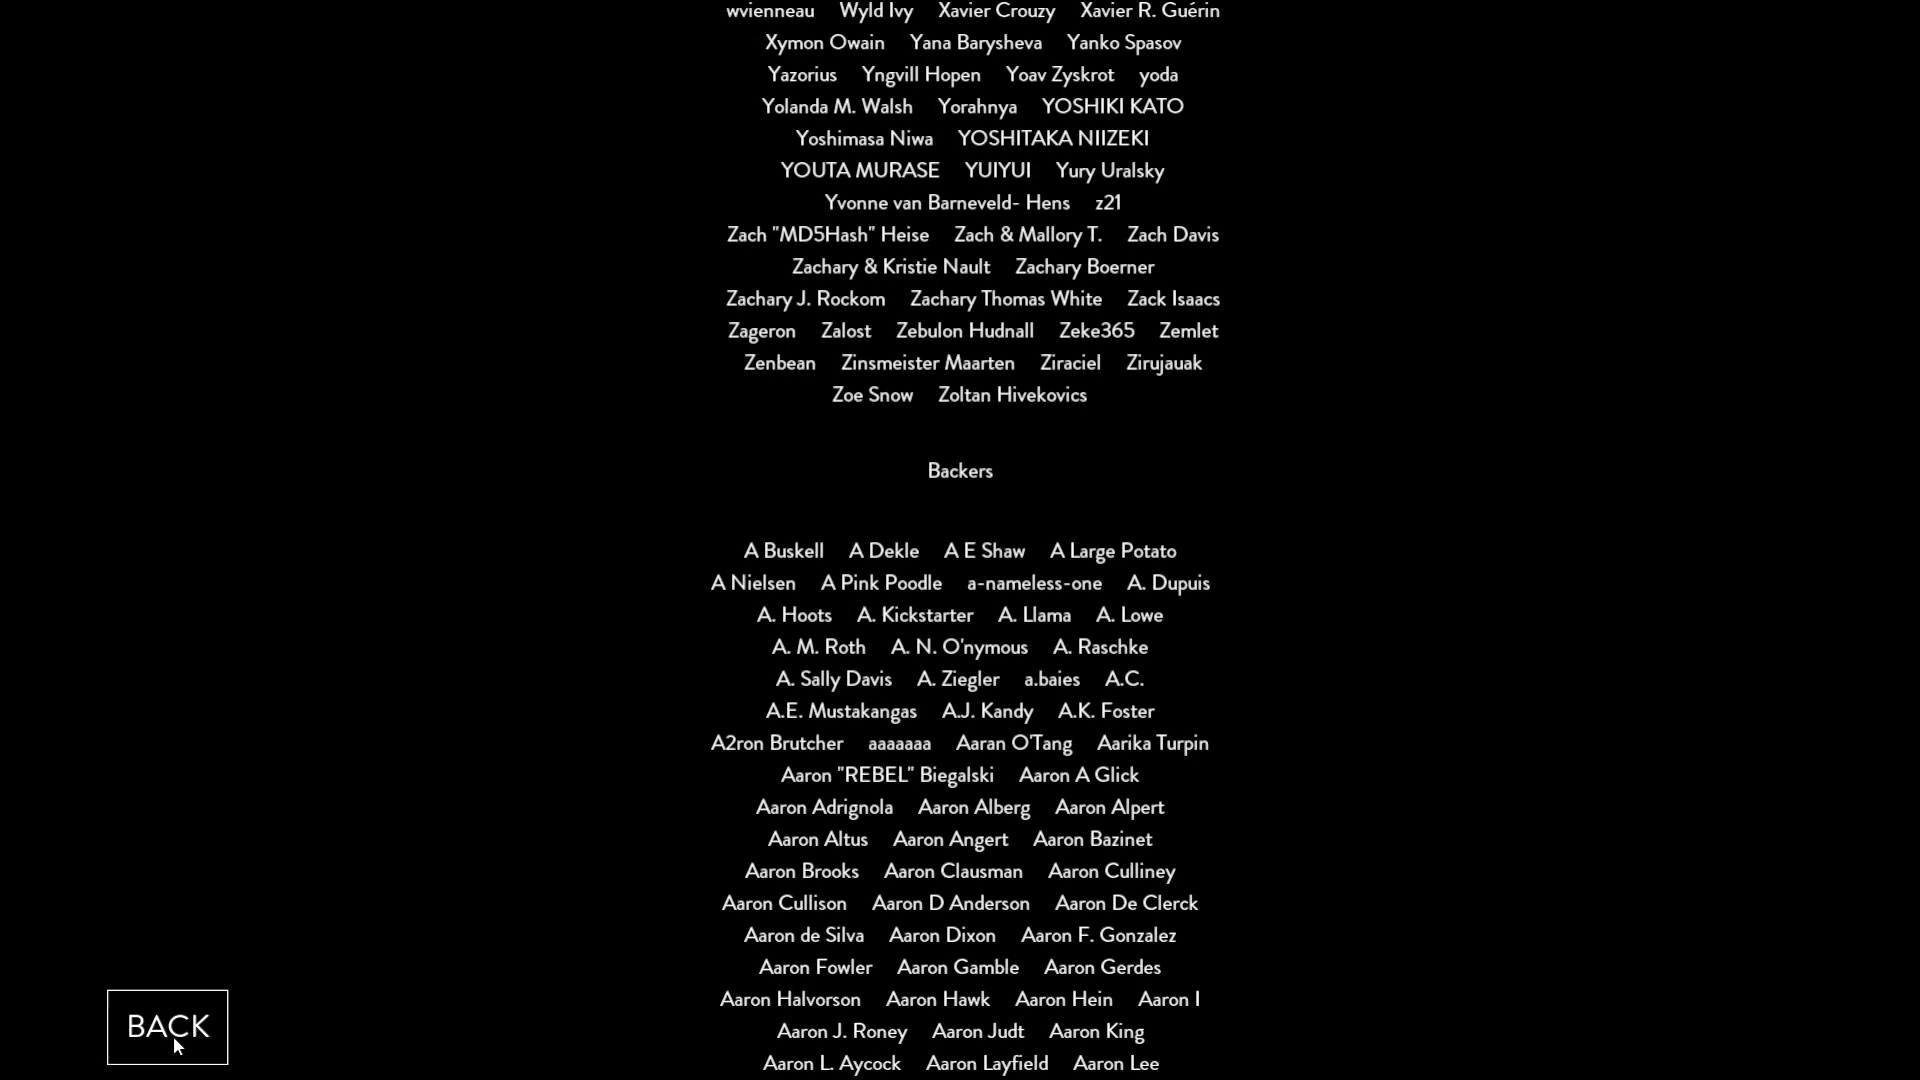 wvienneau Wyld Ivy Xavier Crouzy Xavier R. Guérin
Xymon Owain Yana Barysheva Yanko Spasov
Yazorius Yngvill Hopen Yoav Zyskrot yoda
Yolanda M. Walsh Yorahnya YOSHIKI KATO
Yoshimasa Niwa YOSHITAKA NIIZEKI
YOUTA MURASE YUIYUI Yury Uralsky
Yvonne van Barneveld- Hens z21
Zach "MD5Hash" Heise Zach & Mallory T. Zach Davis
Zachary & Kristie Nault Zachary Boerner
Zachary J. Rockom Zachary Thomas White Zack Isaacs
Zageron Zalost Zebulon Hudnall Zeke365 Zemlet
Zenbean Zinsmeister Maarten Ziraciel Zirujauak
Zoe Snow Zoltan Hivekovics
Backers
A Buskell A Dekle A E Shaw A Large Potato
A Nielsen A Pink Poodle a-nameless-one A. Dupuis
A. Hoots A. Kickstarter A. Llama A. Lowe
A. M. Roth A. N. O'nymous A. Raschke
A. Sally Davis A. Ziegler a.baies A.C.
A.E. Mustakangas A.J. Kandy A.K. Foster
A2ron Brutcher aaaaaaa Aaran O'Tang Aarika Turpin
Aaron "REBEL" Biegalski Aaron A Glick
Aaron Adrignola Aaron Alberg Aaron Alpert
Aaron Altus Aaron Angert Aaron Bazinet
Aaron Brooks Aaron Clausman Aaron Culliney
Aaron Cullison Aaron D Anderson Aaron De Clerck
Aaron de Silva Aaron Dixon Aaron F. Gonzalez
Aaron Fowler Aaron Gamble Aaron Gerdes
Aaron Halvorson Aaron Hawk Aaron Hein Aaron I
Aaron J. Roney Aaron Judt Aaron King
Aaron L. Aycock Aaron Layfield Aaron Lee
BACK